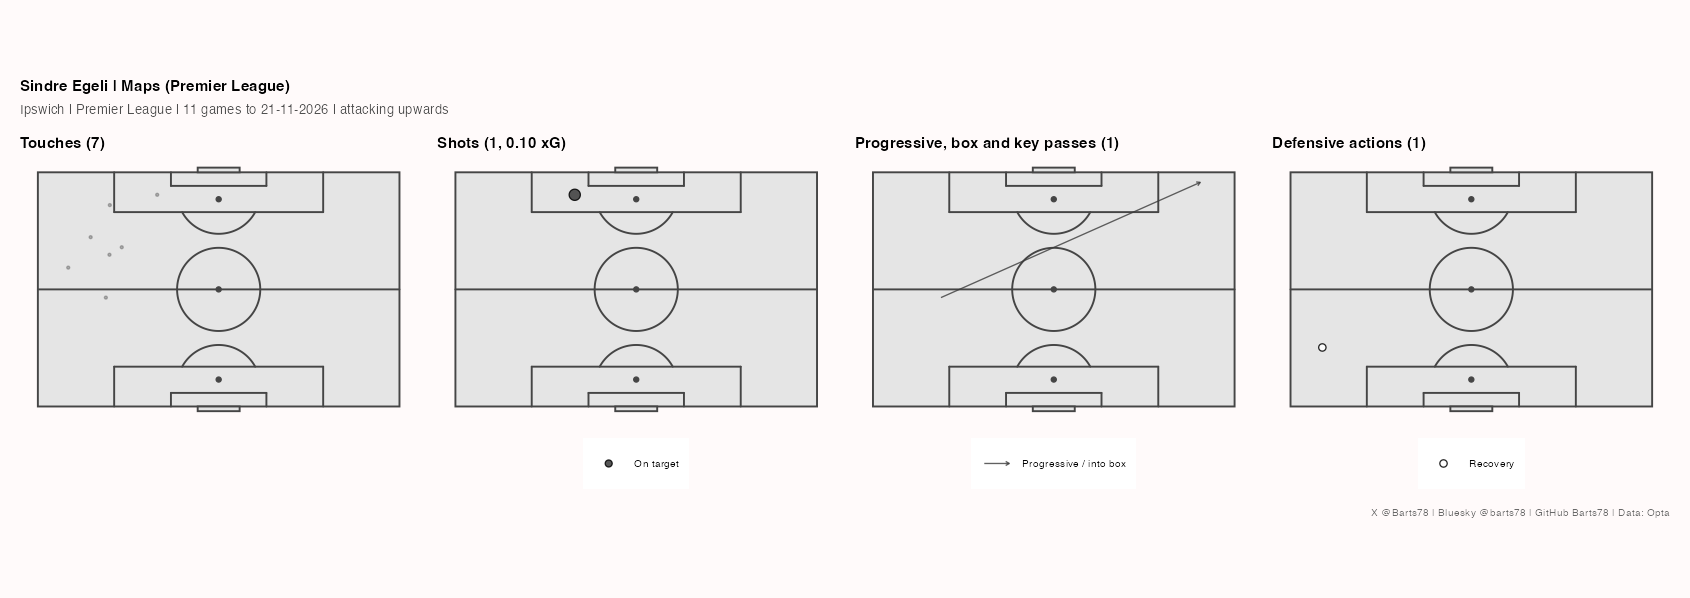 Sindre Egeli | Maps (Premier League)
Ipswich | Premier League | 11 games to 21-11-2026 | attacking upwards
Touches (7)
Shots (1, 0.10 xG)
Progressive, box and key passes (1)
Defensive actions (1)
On target
Progressive / into box
Recovery
X @Barts78 | Bluesky @barts78 | GitHub Barts78 | Data: Opta